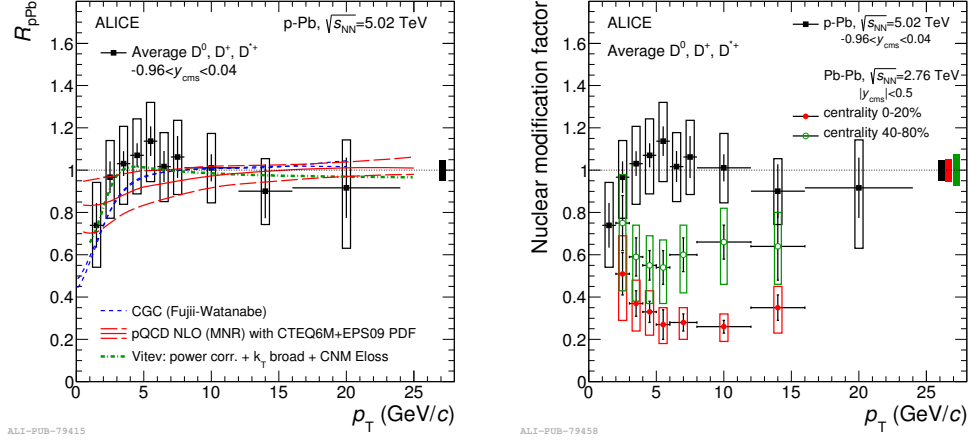 ALICE
p-Pb, √sNN=5.02 TeV
Average D0, D+, D*+
-0.96<ycms<0.04
RpPb
1.6
1.4
1.2
1
0.8
0.6
0.4
0.2
0
CGC (Fujii-Watanabe)
pQCD NLO (MNR) with CTEQ6M+EPS09 PDF
Vitev: power corr. + kT broad + CNM Eloss
0 5 10 15 20 25
pT (GeV/c)
ALI-PUB-79415
ALICE
p-Pb, √sNN=5.02 TeV
-0.96<ycms<0.04
Average D0, D+, D*+
Pb-Pb, √sNN=2.76 TeV
|ycms|<0.5
centrality 0-20%
centrality 40-80%
Nuclear modification factor
1.6
1.4
1.2
1
0.8
0.6
0.4
0.2
0
0 5 10 15 20 25
pT (GeV/c)
ALI-PUB-79458